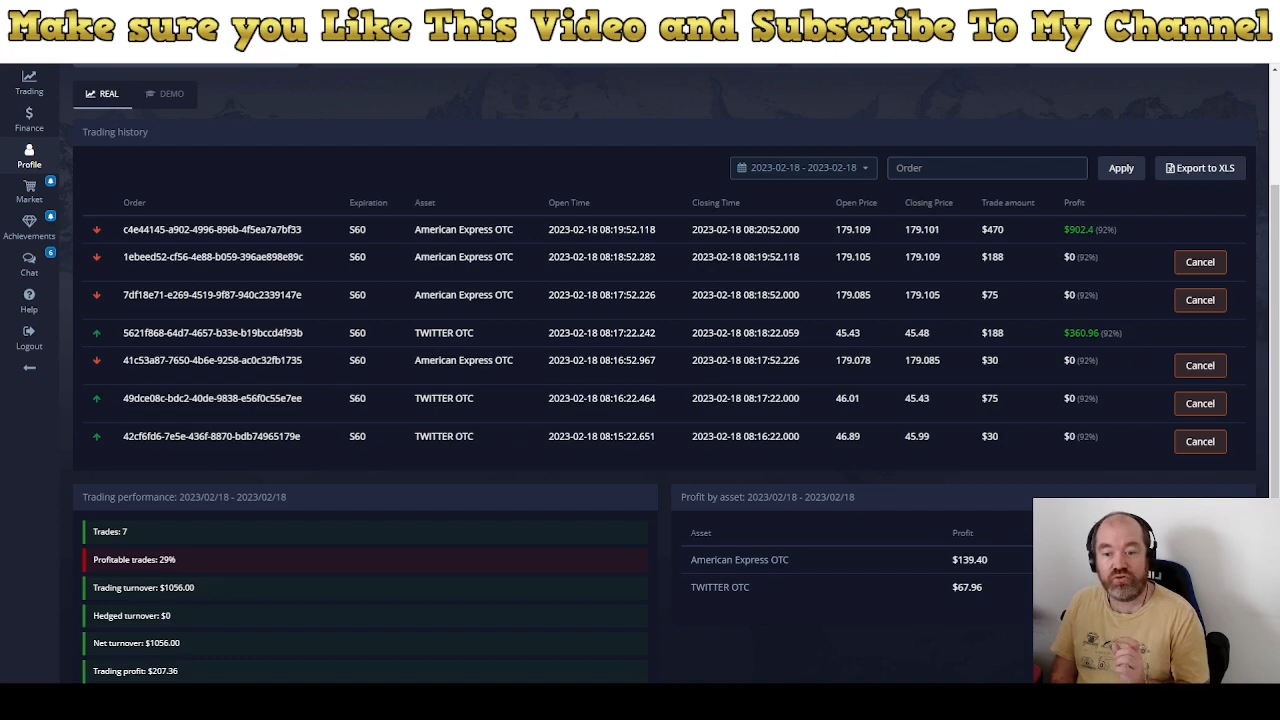 Make sure you Like This Video and Subscribe To My Channel
Trading
Finance
Profile
Market
Achievements
6
Chat
Help
Logout
REAL DEMO
Trading history
2023-02-18 - 2023-02-18 Order Apply Export to XLS
Order Expiration Asset Open Time Closing Time Open Price Closing Price Trade amount Profit
c4e44145-a902-4996-896b-4f5ea7a7bf33 S60 American Express OTC 2023-02-18 08:19:52.118 2023-02-18 08:20:52.000 179.109 179.101 $470 $902.4 (92%)
1ebeed52-cf56-4e88-b059-396ae898e89c S60 American Express OTC 2023-02-18 08:18:52.282 2023-02-18 08:19:52.118 179.105 179.109 $188 $0 (92%) Cancel
7df18e71-e269-4519-9f87-940c2339147e S60 American Express OTC 2023-02-18 08:17:52.226 2023-02-18 08:18:52.000 179.085 179.105 $75 $0 (92%) Cancel
5621f868-64d7-4657-b33e-b19bccd4f93b S60 TWITTER OTC 2023-02-18 08:17:22.242 2023-02-18 08:18:22.059 45.43 45.48 $188 $360.96 (92%)
41c53a87-7650-4b6e-9258-ac0c32fb1735 S60 American Express OTC 2023-02-18 08:16:52.967 2023-02-18 08:17:52.226 179.078 179.085 $30 $0 (92%) Cancel
49dce08c-bdc2-40de-9838-e56f0c55e7ee S60 TWITTER OTC 2023-02-18 08:16:22.464 2023-02-18 08:17:22.000 46.01 45.43 $75 $0 (92%) Cancel
42cf6fd6-7e5e-436f-8870-bdb74965179e S60 TWITTER OTC 2023-02-18 08:15:22.651 2023-02-18 08:16:22.000 46.89 45.99 $30 $0 (92%) Cancel
Trading performance: 2023/02/18 - 2023/02/18
Trades: 7
Profitable trades: 29%
Trading turnover: $1056.00
Hedged turnover: $0
Net turnover: $1056.00
Trading profit: $207.36
Profit by asset: 2023/02/18 - 2023/02/18
Asset Profit
American Express OTC $139.40
TWITTER OTC $67.96